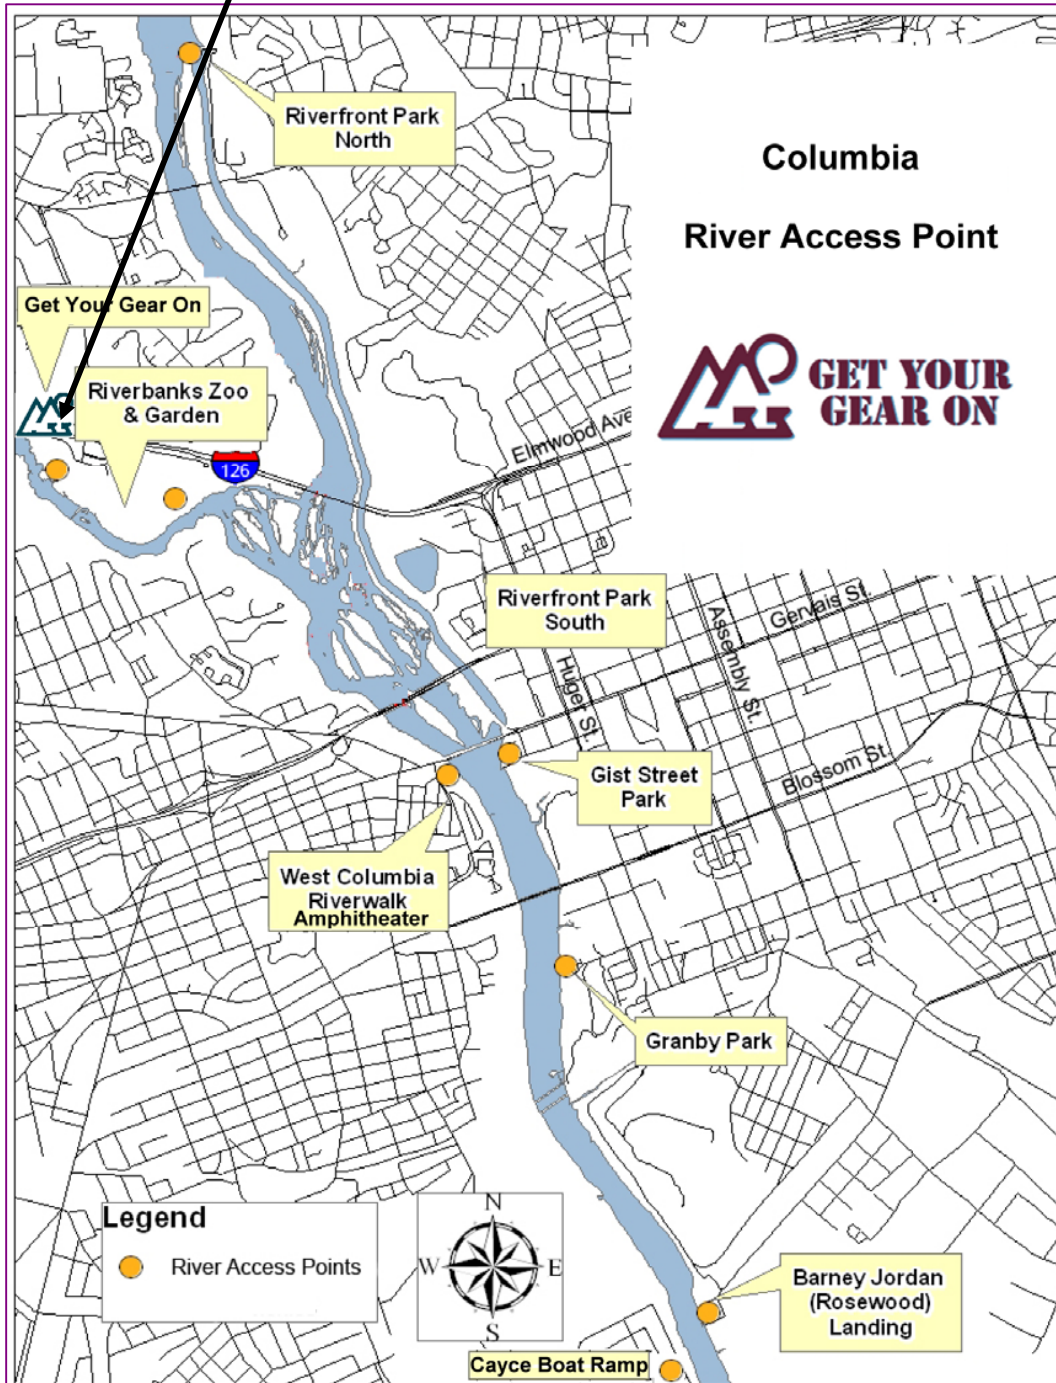 Riverfront Park
North
Columbia
River Access Point
Get Your Gear On
GET YOUR
GEAR ON
Riverbanks Zoo
& Garden
Elmwood Ave
126
Riverfront Park
South
Gervais St.
Assembly St.
Huger St.
Blossom St.
Gist Street
Park
West Columbia
Riverwalk
Amphitheater
Granby Park
Legend
River Access Points
N
W
E
S
Barney Jordan
(Rosewood)
Landing
Cayce Boat Ramp